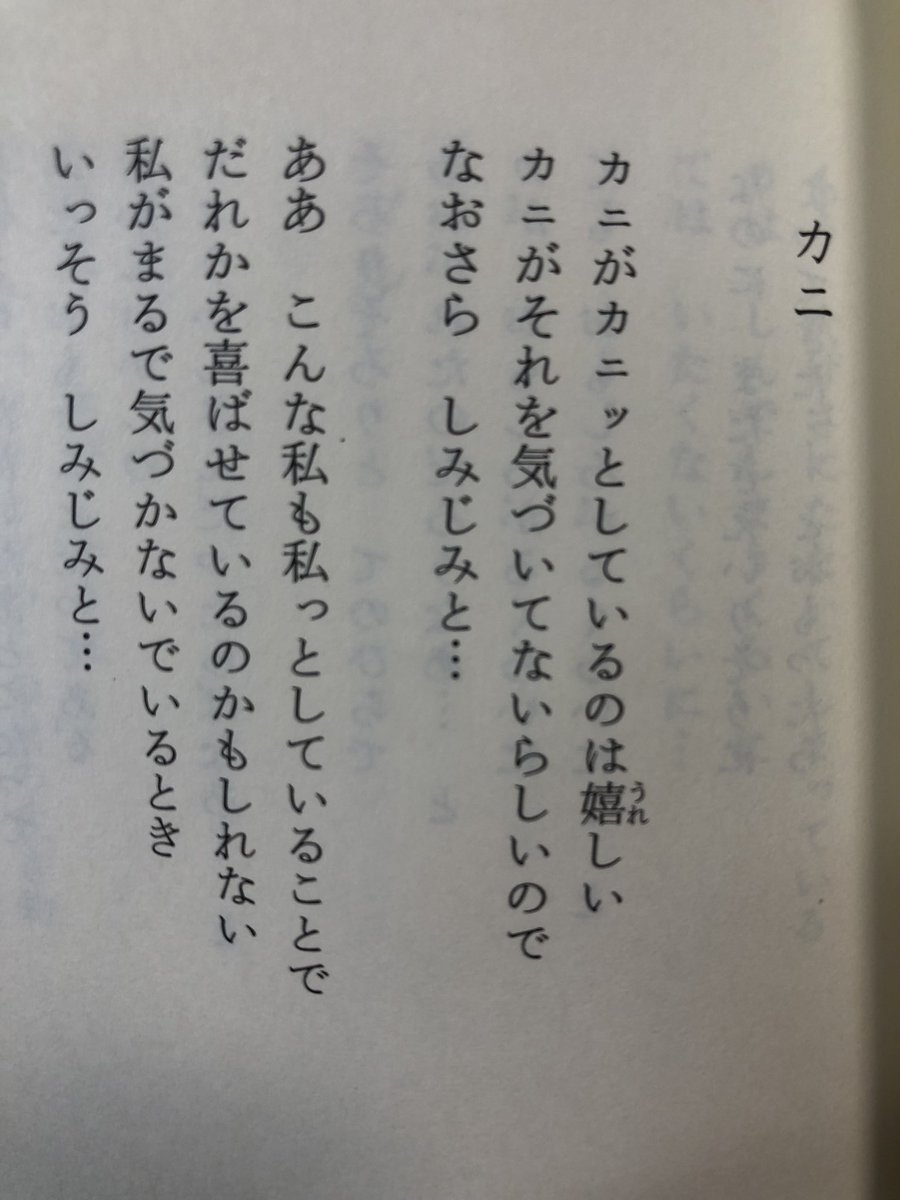 カニ
カニがカニッとしているのは嬉しい
うれ
カニがそれを気づいてないらしいので
なおさら しみじみと…
ああ こんな私も私っとしていることで
だれかを喜ばせているのかもしれない
私がまるで気づかないでいるとき
いっそう しみじみと…